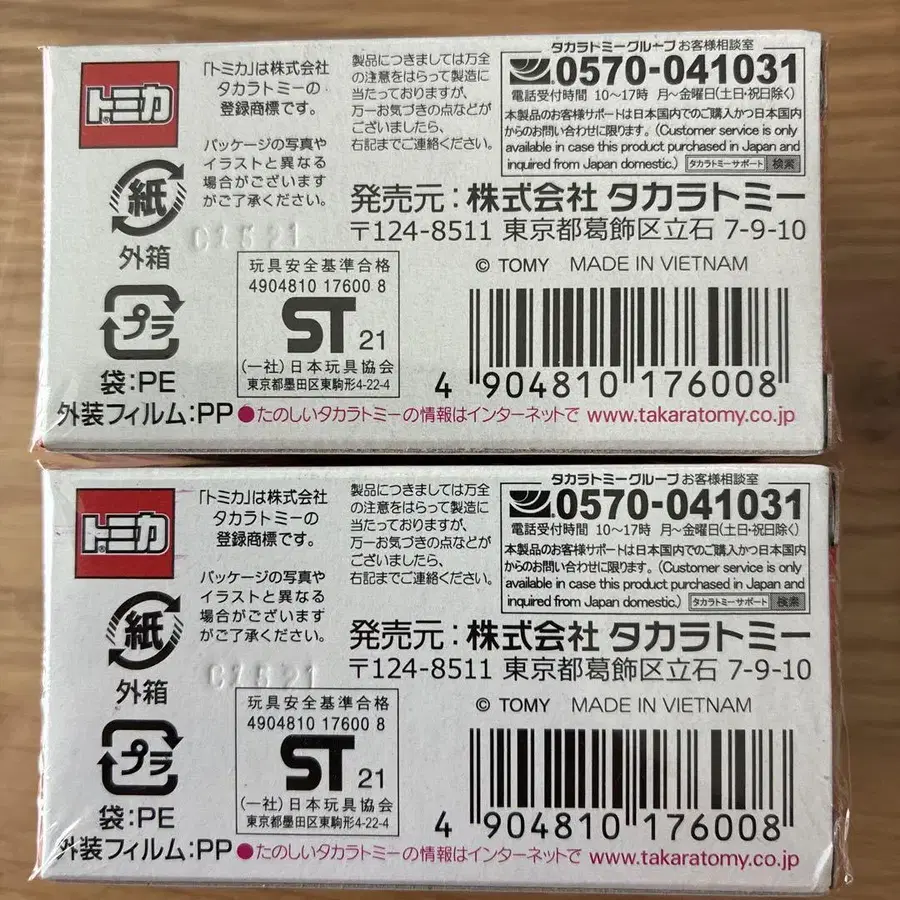 トミカ®
「トミカ」は株式会社
タカラトミーの
登録商標です。
パッケージの写真や
イラストと異なる
場合がございます
がご了承ください。
製品につきましては万全
の注意をはらって製造に
当たっておりますが、
万一お気づきの点などが
ございましたら、
右記までご連絡ください。
タカラトミーグループ お客様相談室
0570-041031
電話受付時間 10〜17時 月〜金曜日(土日・祝日除く)
本製品のお客様サポートは日本国内でのご購入かつ日本国内
からのお問い合わせに限ります。(Customer service is only
available in case this product purchased in Japan and
inquired from Japan domestic.) タカラトミーサポート 検索
発売元:株式会社 タカラトミー
〒124-8511 東京都葛飾区立石 7-9-10
紙
外箱
プラ
袋:PE
外装フィルム:PP
玩具安全基準合格
4904810 17600 8
ST 21
(一社)日本玩具協会
東京都墨田区東駒形4-22-4
© TOMY MADE IN VIETNAM
4 904810 176008
●たのしいタカラトミーの情報はインターネットで www.takaratomy.co.jp
トミカ®
「トミカ」は株式会社
タカラトミーの
登録商標です。
パッケージの写真や
イラストと異なる
場合がございます
がご了承ください。
製品につきましては万全
の注意をはらって製造に
当たっておりますが、
万一お気づきの点などが
ございましたら、
右記までご連絡ください。
タカラトミーグループ お客様相談室
0570-041031
電話受付時間 10〜17時 月〜金曜日(土日・祝日除く)
本製品のお客様サポートは日本国内でのご購入かつ日本国内
からのお問い合わせに限ります。(Customer service is only
available in case this product purchased in Japan and
inquired from Japan domestic.) タカラトミーサポート 検索
発売元:株式会社 タカラトミー
〒124-8511 東京都葛飾区立石 7-9-10
紙
外箱
プラ
袋:PE
外装フィルム:PP
玩具安全基準合格
4904810 17600 8
ST 21
(一社)日本玩具協会
東京都墨田区東駒形4-22-4
© TOMY MADE IN VIETNAM
4 904810 176008
●たのしいタカラトミーの情報はインターネットで www.takaratomy.co.jp